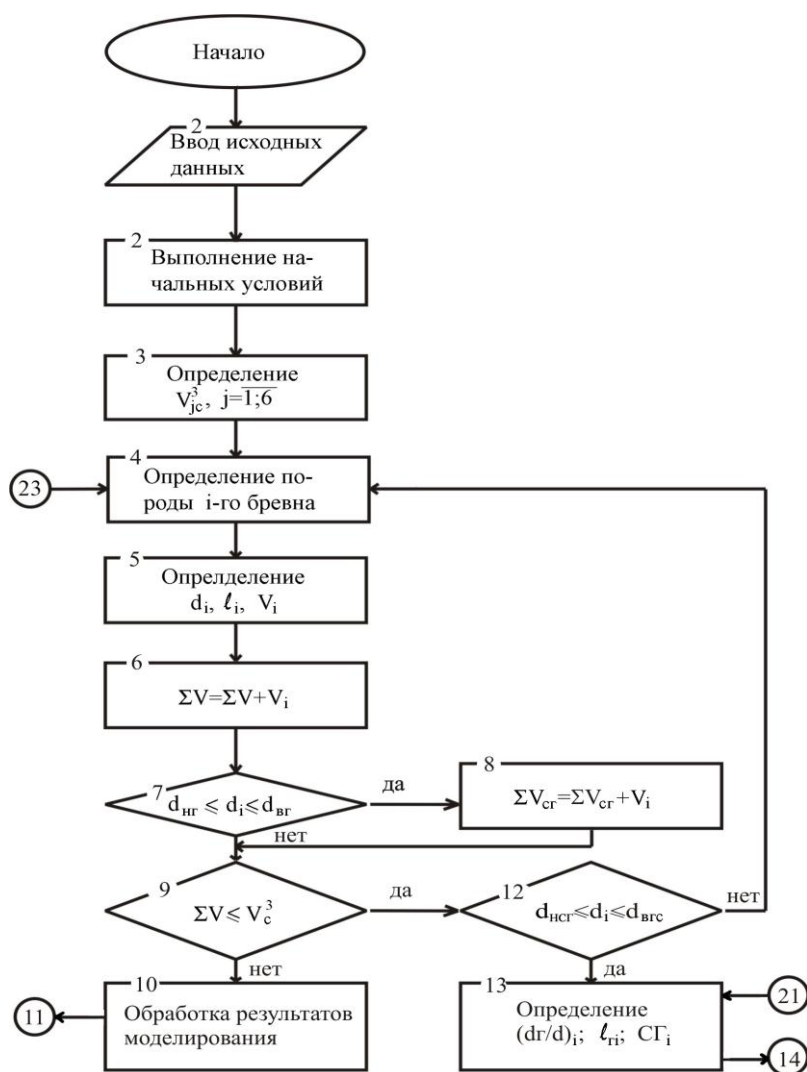 Начало
2
Ввод исходных
данных
2
Выполнение на-
чальных условий
3
Определение
V³jc, j=1;6
4
Определение по-
роды i-го бревна
23
5
Опрелделение
di, ℓi, Vi
6
ΣV=ΣV+Vi
7
dнг ⩽ di ⩽ dвг
да
8
ΣVсг=ΣVсг+Vi
нет
9
ΣV ⩽ V³c
да
12
dнсг⩽di⩽dвгс
нет
нет
да
10
Обработка результатов
моделирования
11
13
Определение
(dг/d)i; ℓгi; СГi
21
14